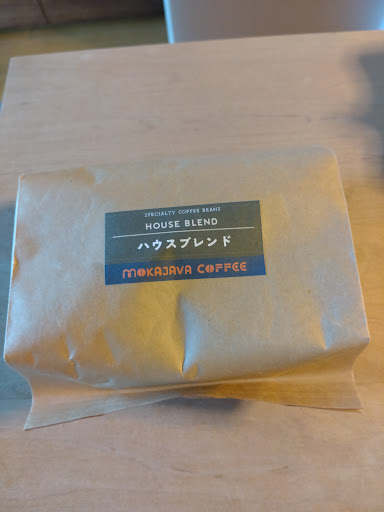 SPECIALTY COFFEE BEANS
HOUSE BLEND
ハウスブレンド
MOKAJAVA COFFEE